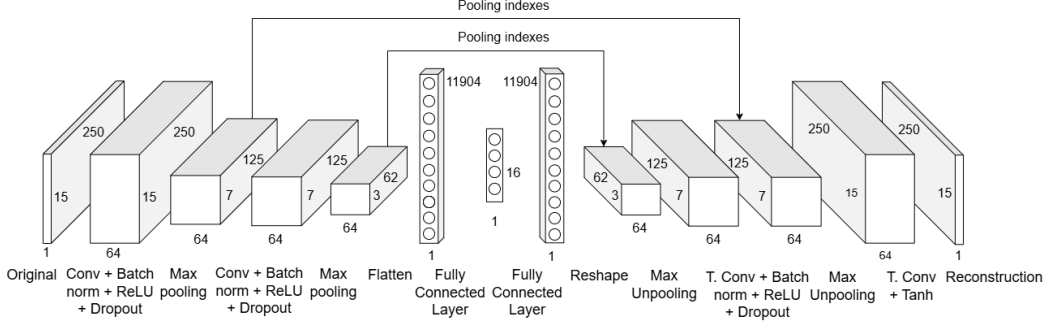 Pooling indexes
Pooling indexes
11904 11904
250 250 250 250
125 125 62 62 125 125
15 15 7 7 3 16 3 7 7 15 15
1 64 64 64 64 1 1 1 64 64 64 64 1
Original Conv + Batch norm + ReLU + Dropout
Max pooling
Conv + Batch norm + ReLU + Dropout
Max pooling
Flatten
Fully Connected Layer
Fully Connected Layer
Reshape
Max Unpooling
T. Conv + Batch norm + ReLU + Dropout
Max Unpooling
T. Conv + Tanh
Reconstruction